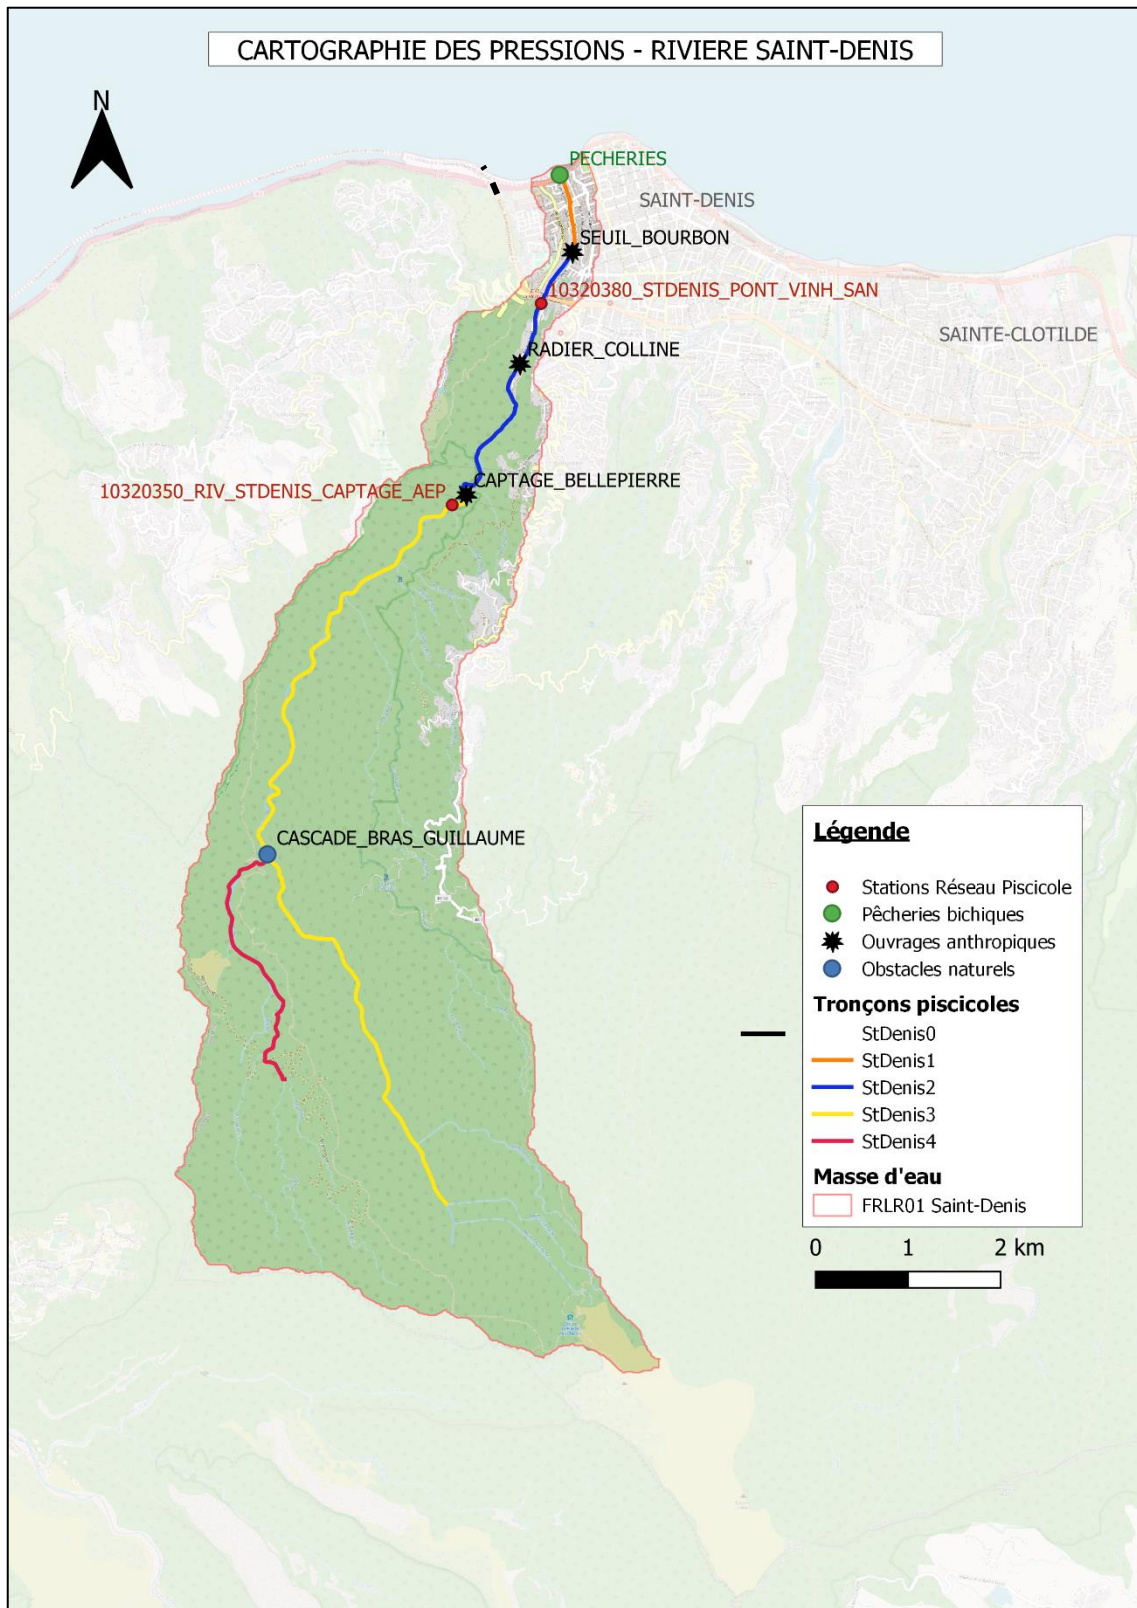 CARTOGRAPHIE DES PRESSIONS - RIVIERE SAINT-DENIS
N
PECHERIES
SAINT-DENIS
SEUIL_BOURBON
10320380_STDENIS_PONT_VINH_SAN
SAINTE-CLOTILDE
RADIER_COLLINE
CAPTAGE_BELLEPIERRE
10320350_RIV_STDENIS_CAPTAGE_AEP
CASCADE_BRAS_GUILLAUME
Légende
Stations Réseau Piscicole
Pêcheries bichiques
Ouvrages anthropiques
Obstacles naturels
Tronçons piscicoles
StDenis0
StDenis1
StDenis2
StDenis3
StDenis4
Masse d'eau
FRLR01 Saint-Denis
0 1 2 km